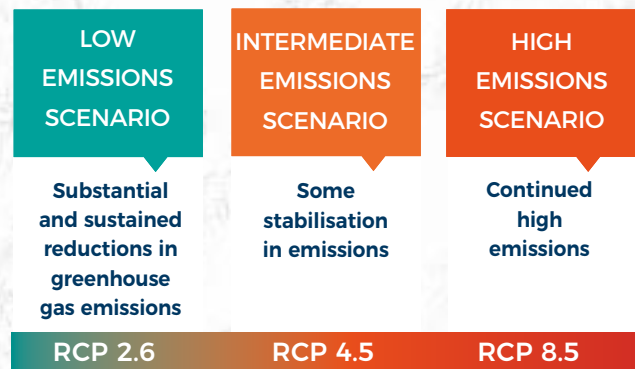 LOW
EMISSIONS
SCENARIO
Substantial
and sustained
reductions in
greenhouse
gas emissions
RCP 2.6
INTERMEDIATE
EMISSIONS
SCENARIO
Some
stabilisation
in emissions
RCP 4.5
HIGH
EMISSIONS
SCENARIO
Continued
high
emissions
RCP 8.5